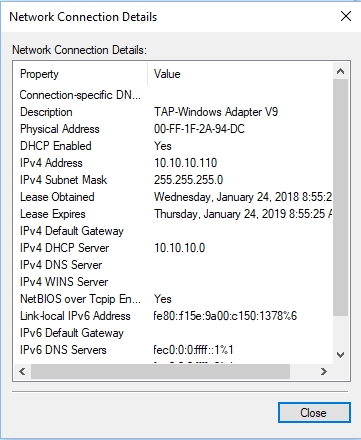 Network Connection Details
Network Connection Details:
Property Value
Connection-specific DN...
Description TAP-Windows Adapter V9
Physical Address 00-FF-1F-2A-94-DC
DHCP Enabled Yes
IPv4 Address 10.10.10.110
IPv4 Subnet Mask 255.255.255.0
Lease Obtained Wednesday, January 24, 2018 8:55:2
Lease Expires Thursday, January 24, 2019 8:55:25 A
IPv4 Default Gateway
IPv4 DHCP Server 10.10.10.0
IPv4 DNS Server
IPv4 WINS Server
NetBIOS over Tcpip En... Yes
Link-local IPv6 Address fe80::f15e:9a00:c150:1378%6
IPv6 Default Gateway
IPv6 DNS Servers fec0:0:0:ffff::1%1
Close